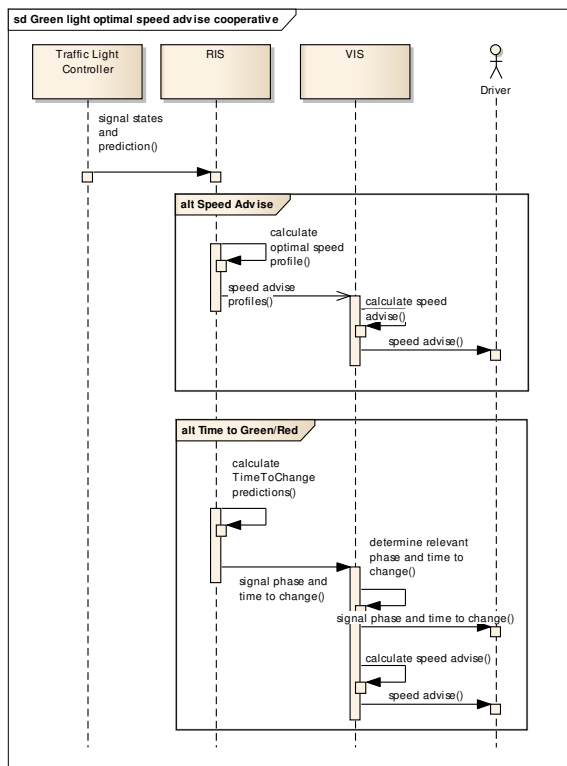 sd Green light optimal speed advise cooperative
Traffic Light
Controller
RIS
VIS
Driver
signal states
and
prediction()
alt Speed Advise
calculate
optimal speed
profile()
speed advise
profiles()
calculate speed
advise()
speed advise()
alt Time to Green/Red
calculate
TimeToChange
predictions()
signal phase and
time to change()
determine relevant
phase and time to
change()
signal phase and time to change()
calculate speed advise()
speed advise()